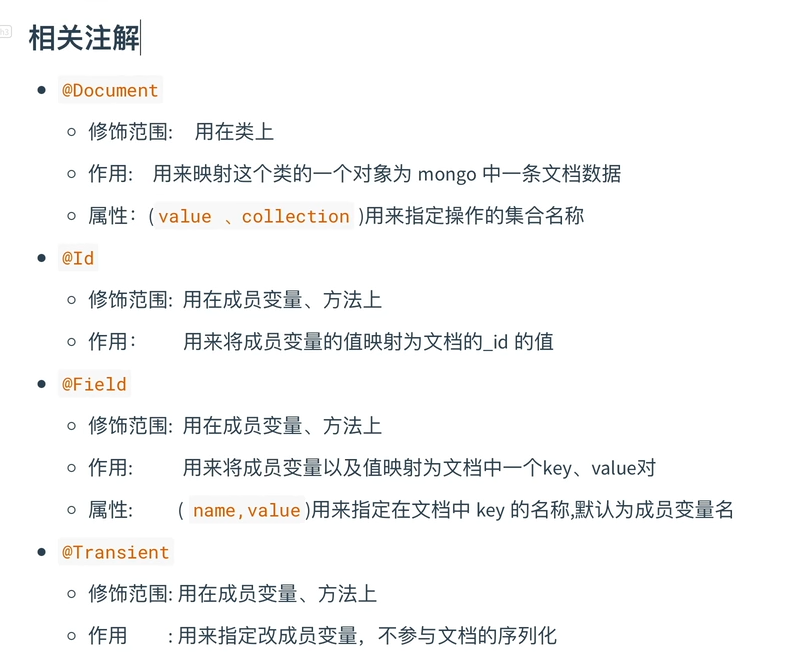 h3
相关注解
@Document
修饰范围: 用在类上
作用: 用来映射这个类的一个对象为 mongo 中一条文档数据
属性：(value 、collection )用来指定操作的集合名称
@Id
修饰范围: 用在成员变量、方法上
作用： 用来将成员变量的值映射为文档的_id 的值
@Field
修饰范围: 用在成员变量、方法上
作用: 用来将成员变量以及值映射为文档中一个key、value对
属性: ( name,value )用来指定在文档中 key 的名称,默认为成员变量名
@Transient
修饰范围: 用在成员变量、方法上
作用 : 用来指定改成员变量，不参与文档的序列化